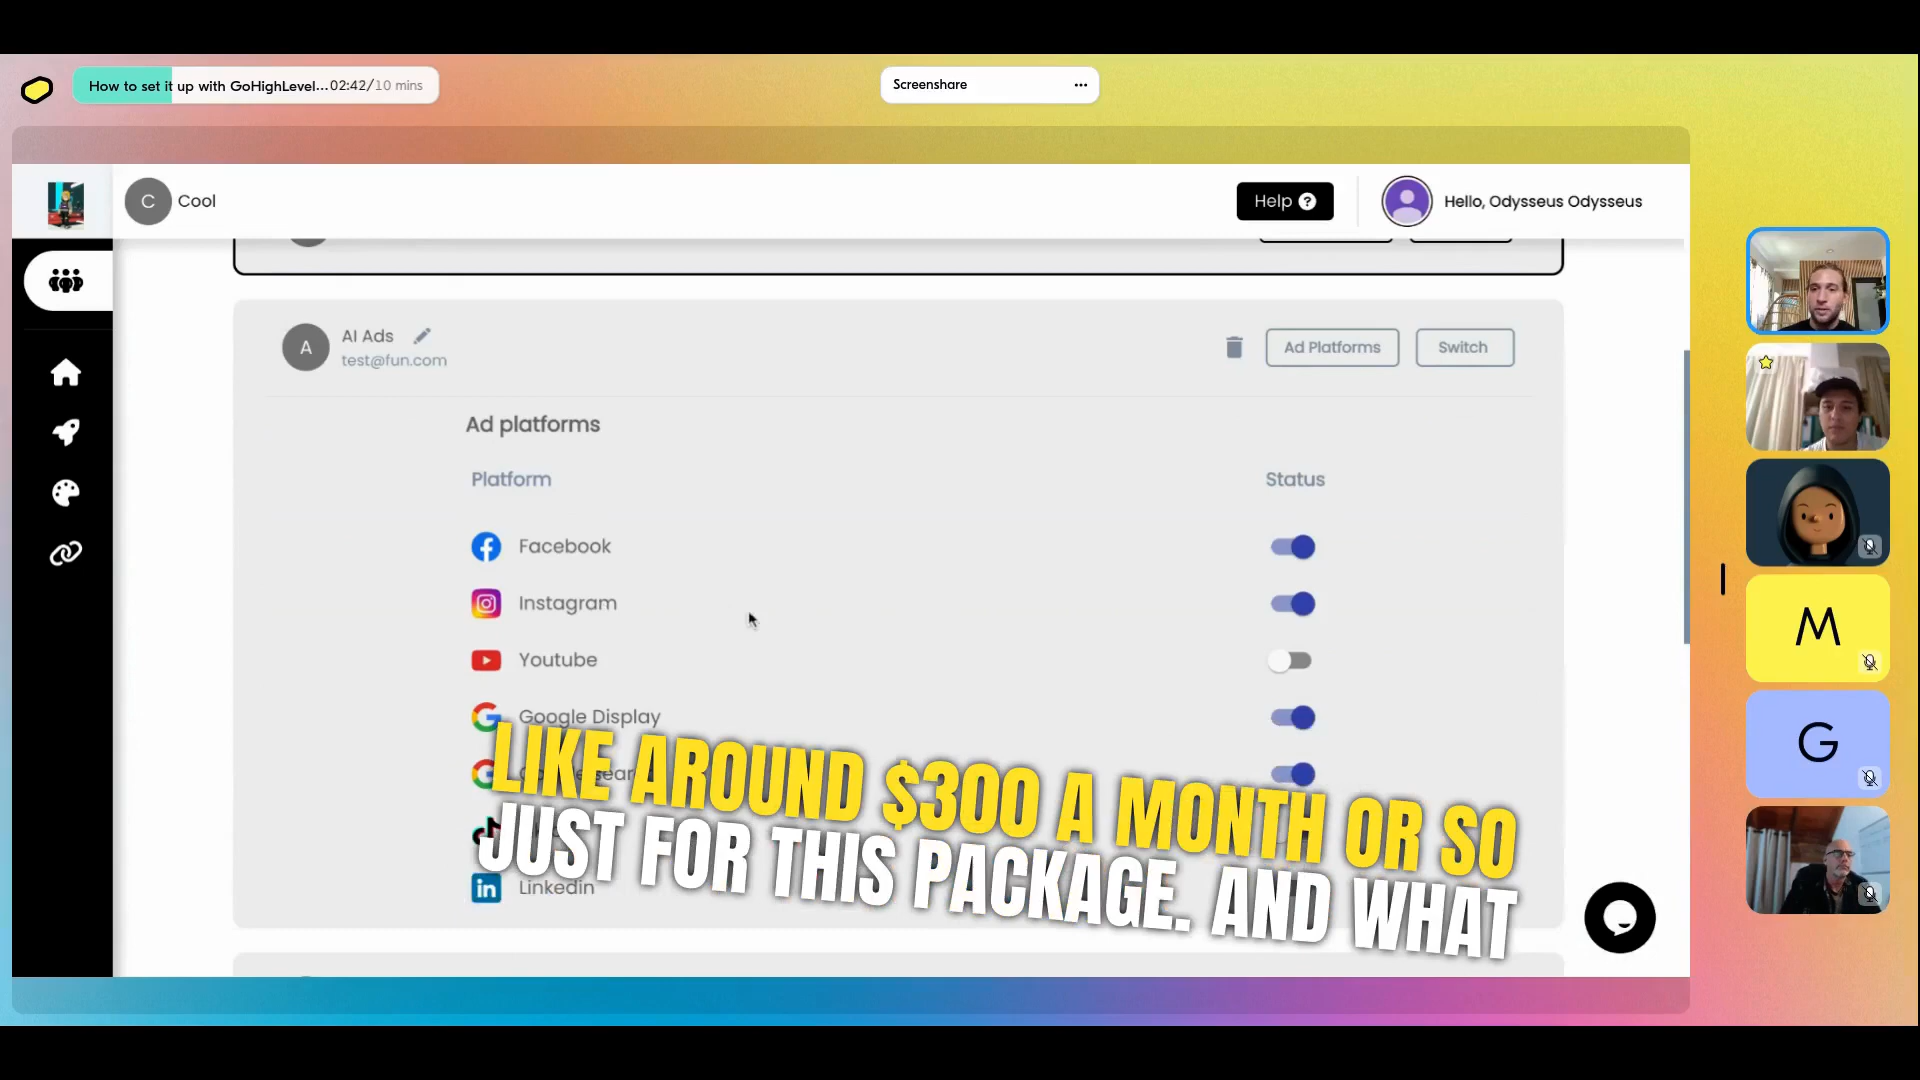 How to set it up with GoHighLevel... 02:42/10 mins
Screenshare
C Cool
Help ?
Hello, Odysseus Odysseus
A
AI Ads
test@fun.com
Ad Platforms
Switch
Ad platforms
Platform
Status
Facebook
Instagram
Youtube
Google Display
LIKE AROUND $300 A MONTH OR SO
JUST FOR THIS PACKAGE. AND WHAT
in Linkedin
M
G